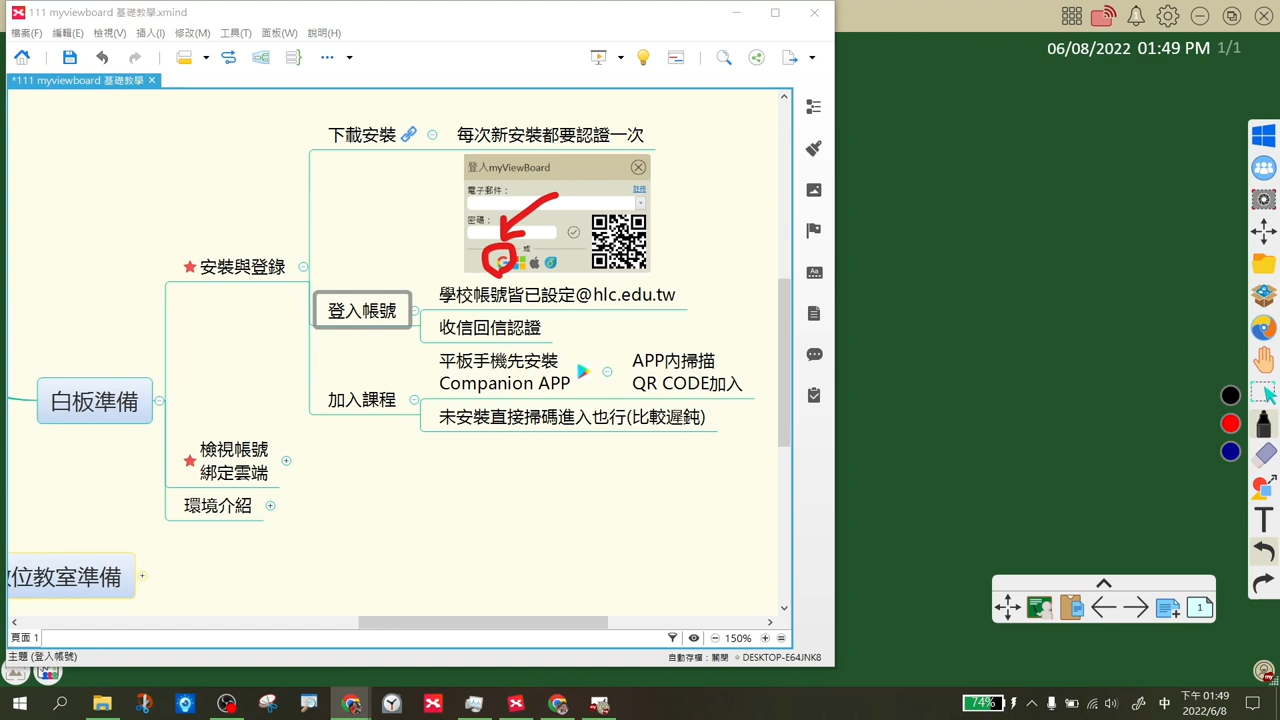 111 myviewboard 基礎教學.xmind
檔案(F) 編輯(E) 檢視(V) 插入(I) 修改(M) 工具(T) 面板(W) 說明(H)
*111 myviewboard 基礎教學
06/08/2022 01:49 PM 1/1
下載安裝
每次新安裝都要認證一次
登入myViewBoard
電子郵件：
註冊
密碼：
或
安裝與登錄
登入帳號
學校帳號皆已設定@hlc.edu.tw
收信回信認證
平板手機先安裝
Companion APP
APP內掃描
QR CODE加入
加入課程
未安裝直接掃碼進入也行(比較遲鈍)
白板準備
檢視帳號
綁定雲端
環境介紹
位教室準備
頁面 1
150%
主題 (登入帳號)
自動存檔：關閉
DESKTOP-E64JNK8
1
74%
中
下午 01:49
2022/6/8